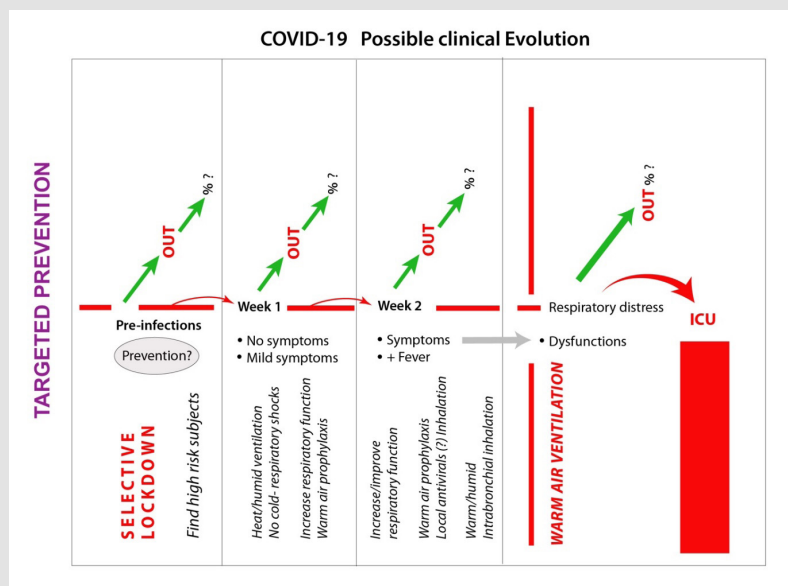 COVID-19 Possible clinical Evolution
TARGETED PREVENTION
% ?
OUT
Pre-infections
Prevention?
SELECTIVE
LOCKDOWN
Find high risk subjects
% ?
OUT
Week 1
• No symptoms
• Mild symptoms
Heat/humid ventilation
No cold- respiratory shocks
Increase respiratory function
Warm air prophylaxis
% ?
OUT
Week 2
• Symptoms
• + Fever
Increase/improve
respiratory function
Warm air prophylaxis
Local antivirals (?) Inhalation
Warm/humid
Intrabronchial inhalation
OUT % ?
Respiratory distress
• Dysfunctions
WARM AIR VENTILATION
ICU